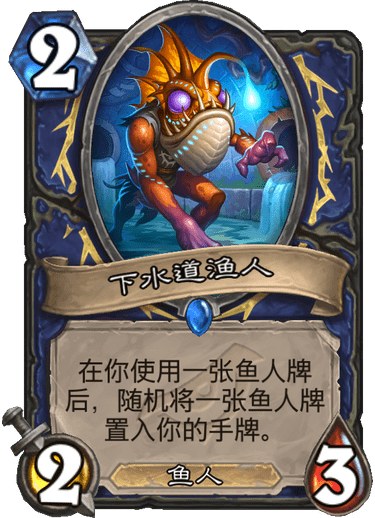 2
下水道渔人
在你使用一张鱼人牌
后，随机将一张鱼人牌
置入你的手牌。
2
鱼人
3